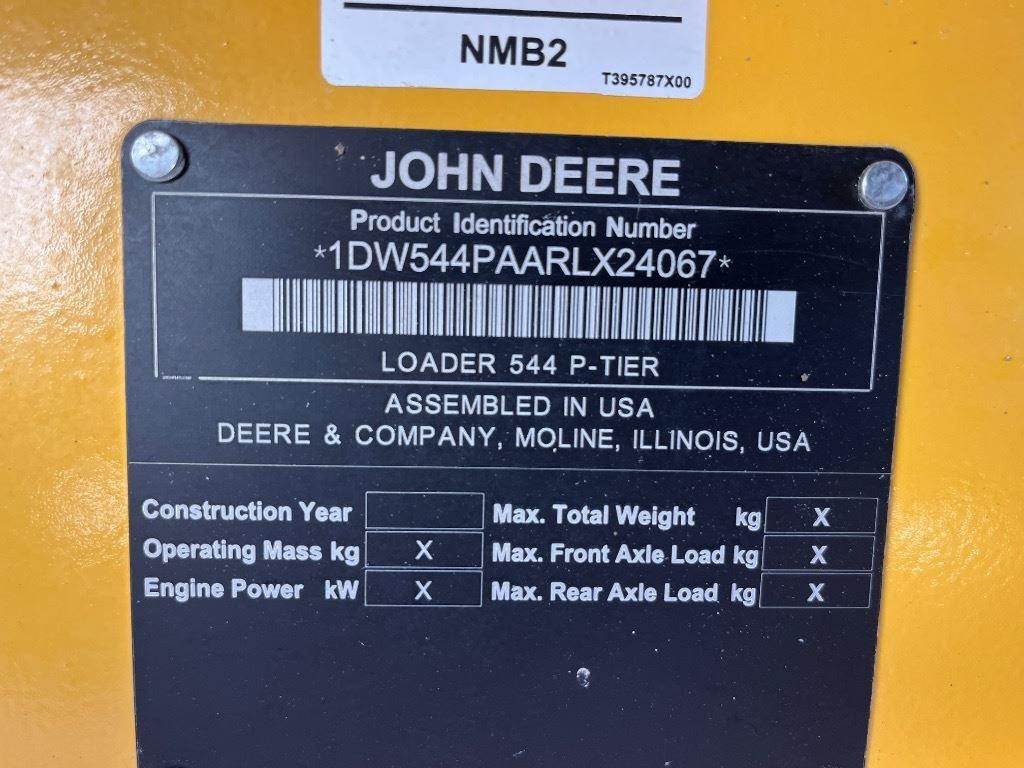 NMB2
T395787X00
JOHN DEERE
Product Identification Number
*1DW544PAARLX24067*
LOADER 544 P-TIER
ASSEMBLED IN USA
DEERE & COMPANY, MOLINE, ILLINOIS, USA
Construction Year Max. Total Weight kg X
Operating Mass kg X Max. Front Axle Load kg X
Engine Power kW X Max. Rear Axle Load kg X